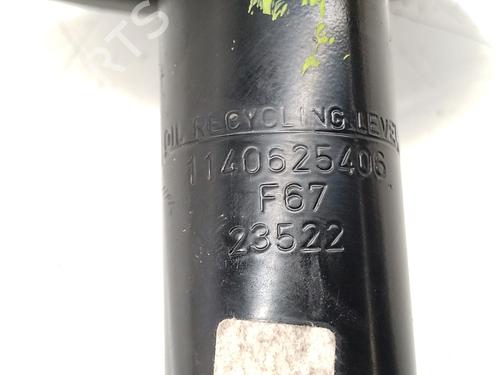 OIL RECYCLING LEVEL
1140625406
F67
23522